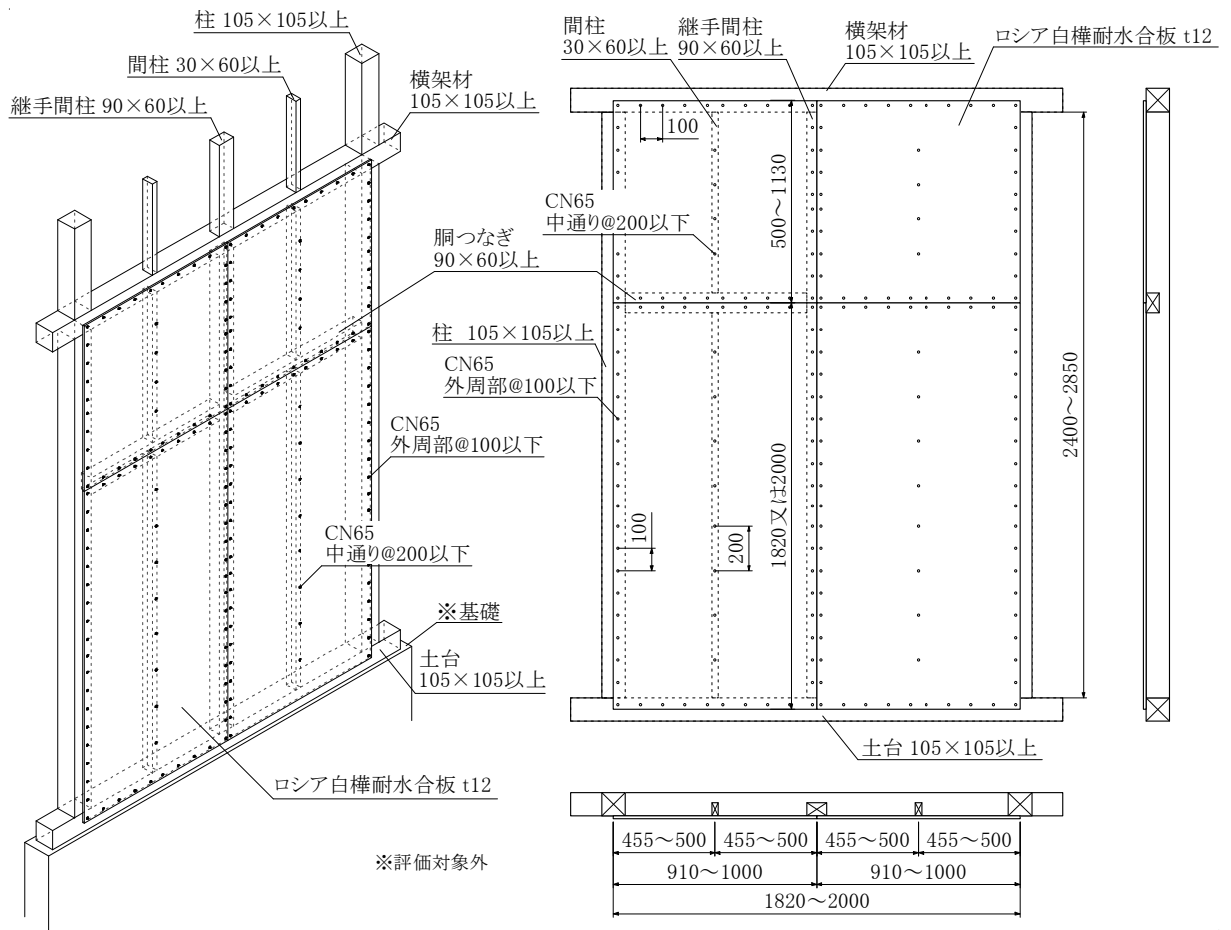 柱 105×105以上
間柱 30×60以上
継手間柱 90×60以上
横架材
105×105以上
胴つなぎ
90×60以上
CN65
外周部@100以下
CN65
中通り@200以下
※基礎
土台
105×105以上
ロシア白樺耐水合板 t12
※評価対象外
間柱
30×60以上
継手間柱
90×60以上
横架材
105×105以上
ロシア白樺耐水合板 t12
100
500～1130
CN65
中通り@200以下
柱 105×105以上
CN65
外周部@100以下
2400～2850
1820又は2000
100
200
土台 105×105以上
455～500
455～500
455～500
455～500
910～1000
910～1000
1820～2000